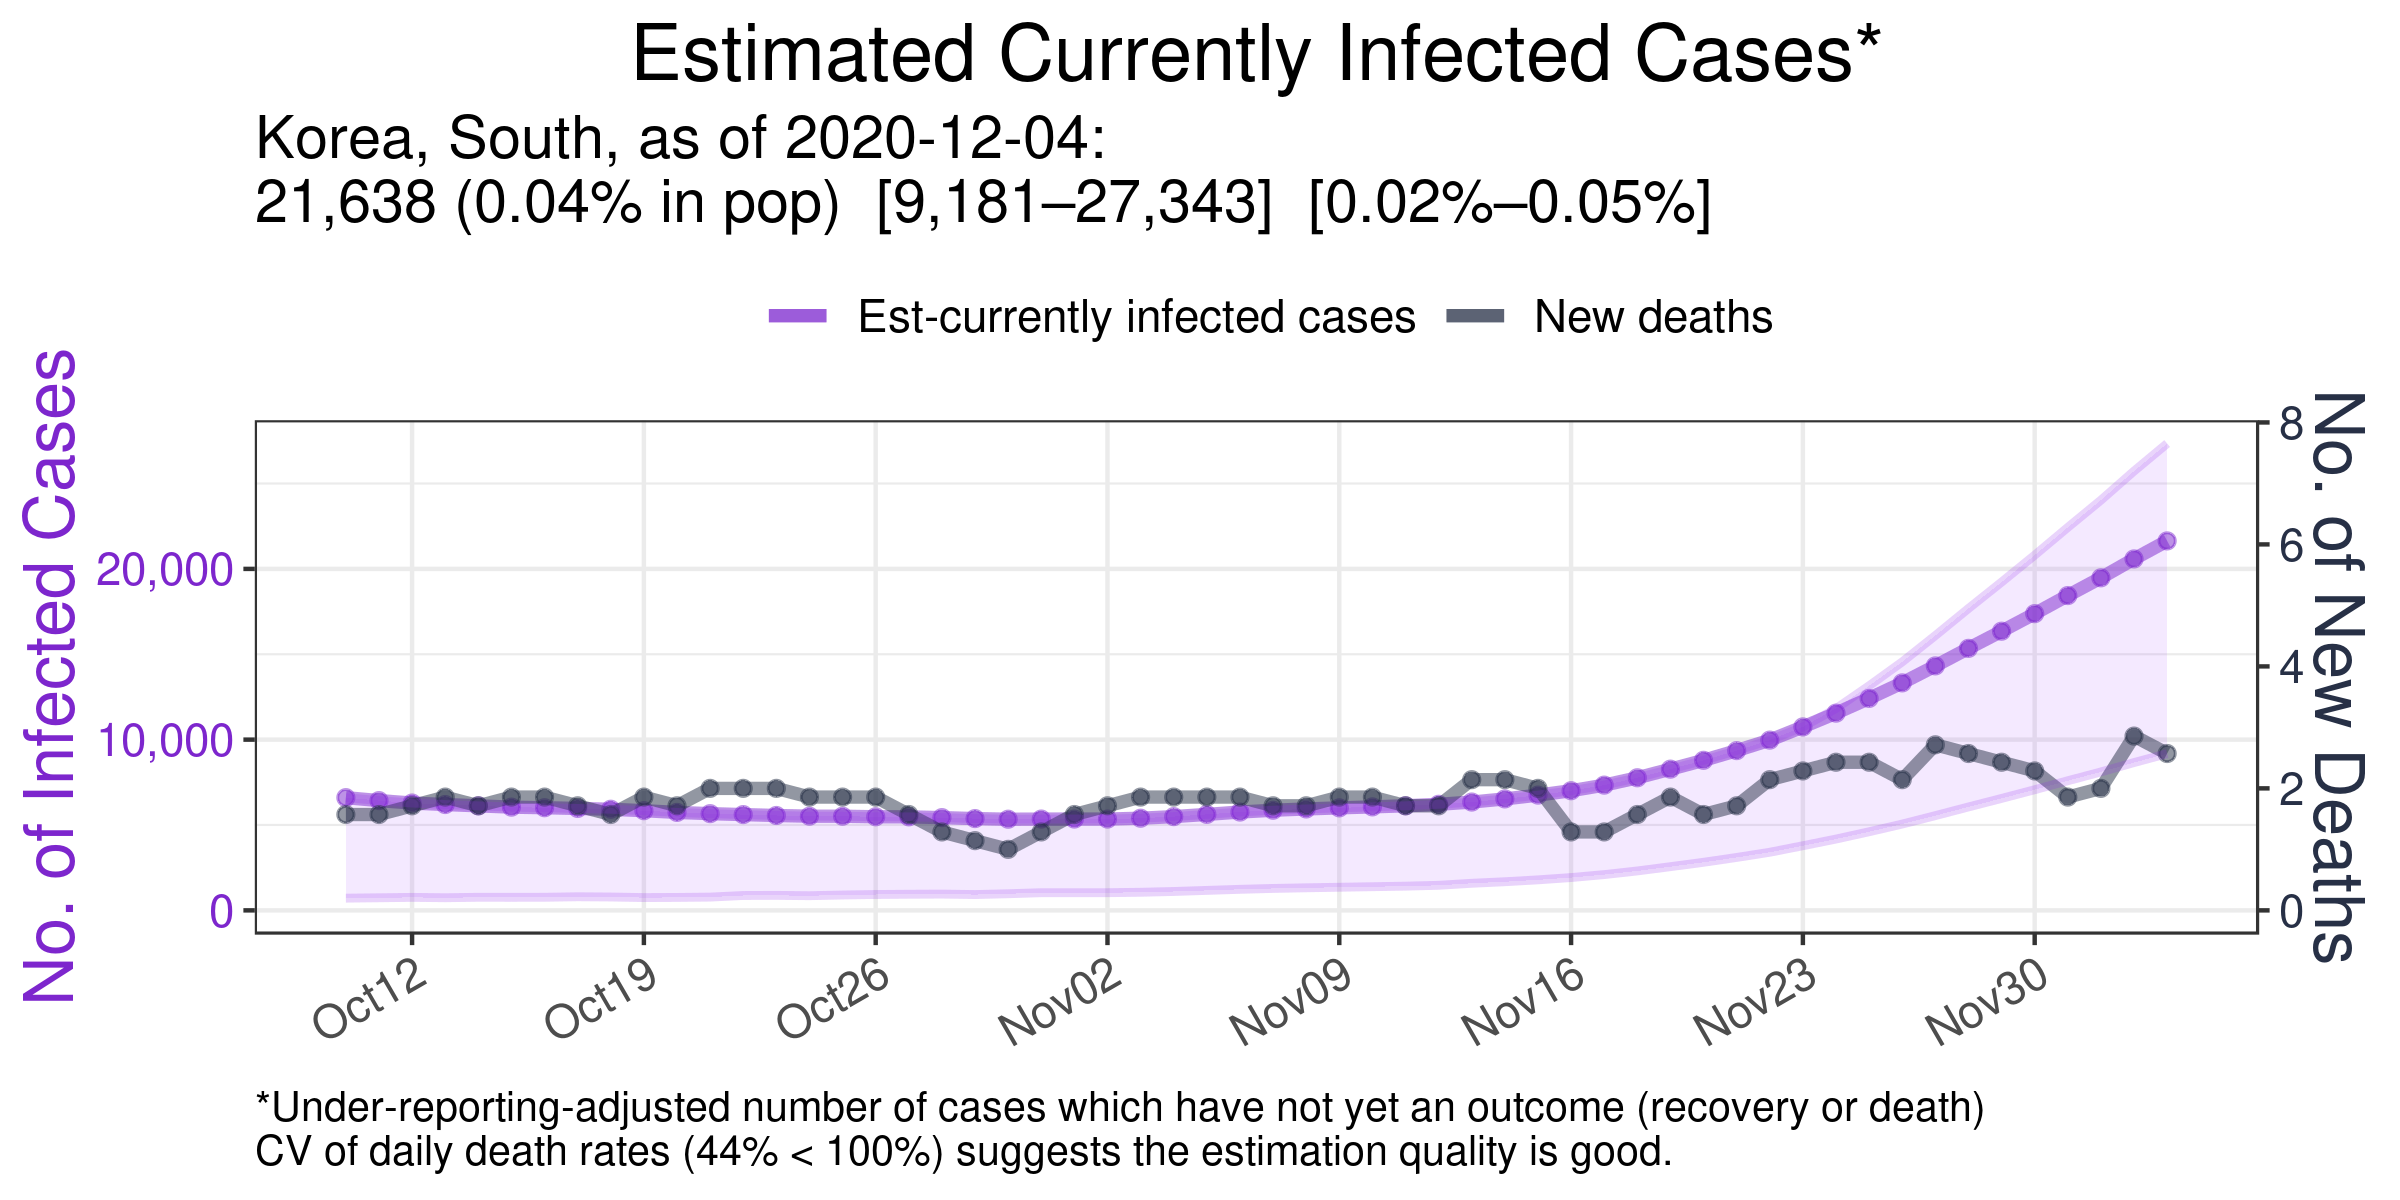 Estimated Currently Infected Cases*
Korea, South, as of 2020-12-04:
21,638 (0.04% in pop)  [9,181–27,343]  [0.02%–0.05%]
Est-currently infected cases
New deaths
No. of Infected Cases
20,000
10,000
0
8
6
4
2
0
No. of New Deaths
Oct12
Oct19
Oct26
Nov02
Nov09
Nov16
Nov23
Nov30
*Under-reporting-adjusted number of cases which have not yet an outcome (recovery or death)
CV of daily death rates (44% < 100%) suggests the estimation quality is good.